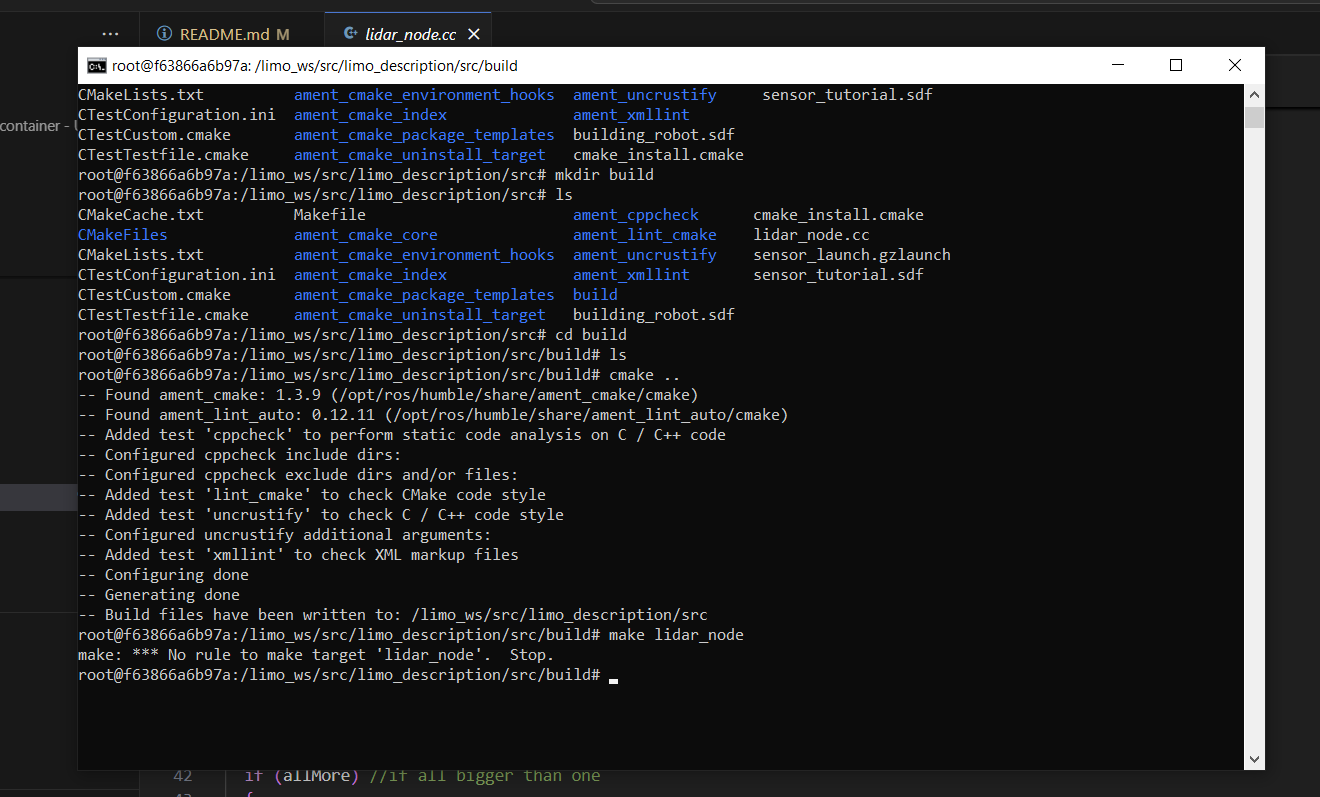 ··· README.md M lidar_node.cc
root@f63866a6b97a: /limo_ws/src/limo_description/src/build
container -
CMakeLists.txt ament_cmake_environment_hooks ament_uncrustify sensor_tutorial.sdf
CTestConfiguration.ini ament_cmake_index ament_xmllint
CTestCustom.cmake ament_cmake_package_templates building_robot.sdf
CTestTestfile.cmake ament_cmake_uninstall_target cmake_install.cmake
root@f63866a6b97a:/limo_ws/src/limo_description/src# mkdir build
root@f63866a6b97a:/limo_ws/src/limo_description/src# ls
CMakeCache.txt Makefile ament_cppcheck cmake_install.cmake
CMakeFiles ament_cmake_core ament_lint_cmake lidar_node.cc
CMakeLists.txt ament_cmake_environment_hooks ament_uncrustify sensor_launch.gzlaunch
CTestConfiguration.ini ament_cmake_index ament_xmllint sensor_tutorial.sdf
CTestCustom.cmake ament_cmake_package_templates build
CTestTestfile.cmake ament_cmake_uninstall_target building_robot.sdf
root@f63866a6b97a:/limo_ws/src/limo_description/src# cd build
root@f63866a6b97a:/limo_ws/src/limo_description/src/build# ls
root@f63866a6b97a:/limo_ws/src/limo_description/src/build# cmake ..
-- Found ament_cmake: 1.3.9 (/opt/ros/humble/share/ament_cmake/cmake)
-- Found ament_lint_auto: 0.12.11 (/opt/ros/humble/share/ament_lint_auto/cmake)
-- Added test 'cppcheck' to perform static code analysis on C / C++ code
-- Configured cppcheck include dirs:
-- Configured cppcheck exclude dirs and/or files:
-- Added test 'lint_cmake' to check CMake code style
-- Added test 'uncrustify' to check C / C++ code style
-- Configured uncrustify additional arguments:
-- Added test 'xmllint' to check XML markup files
-- Configuring done
-- Generating done
-- Build files have been written to: /limo_ws/src/limo_description/src
root@f63866a6b97a:/limo_ws/src/limo_description/src/build# make lidar_node
make: *** No rule to make target 'lidar_node'.  Stop.
root@f63866a6b97a:/limo_ws/src/limo_description/src/build#
42 if (allMore) //if all bigger than one